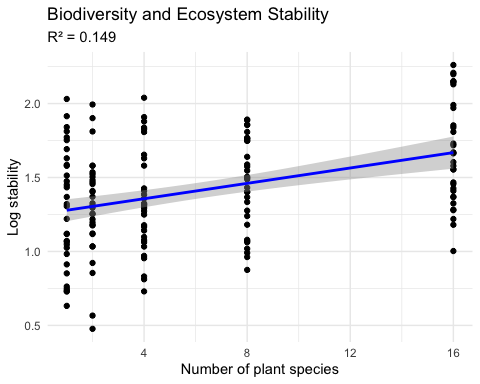 Biodiversity and Ecosystem Stability
R² = 0.149
Log stability
2.0
1.5
1.0
0.5
4 8 12 16
Number of plant species